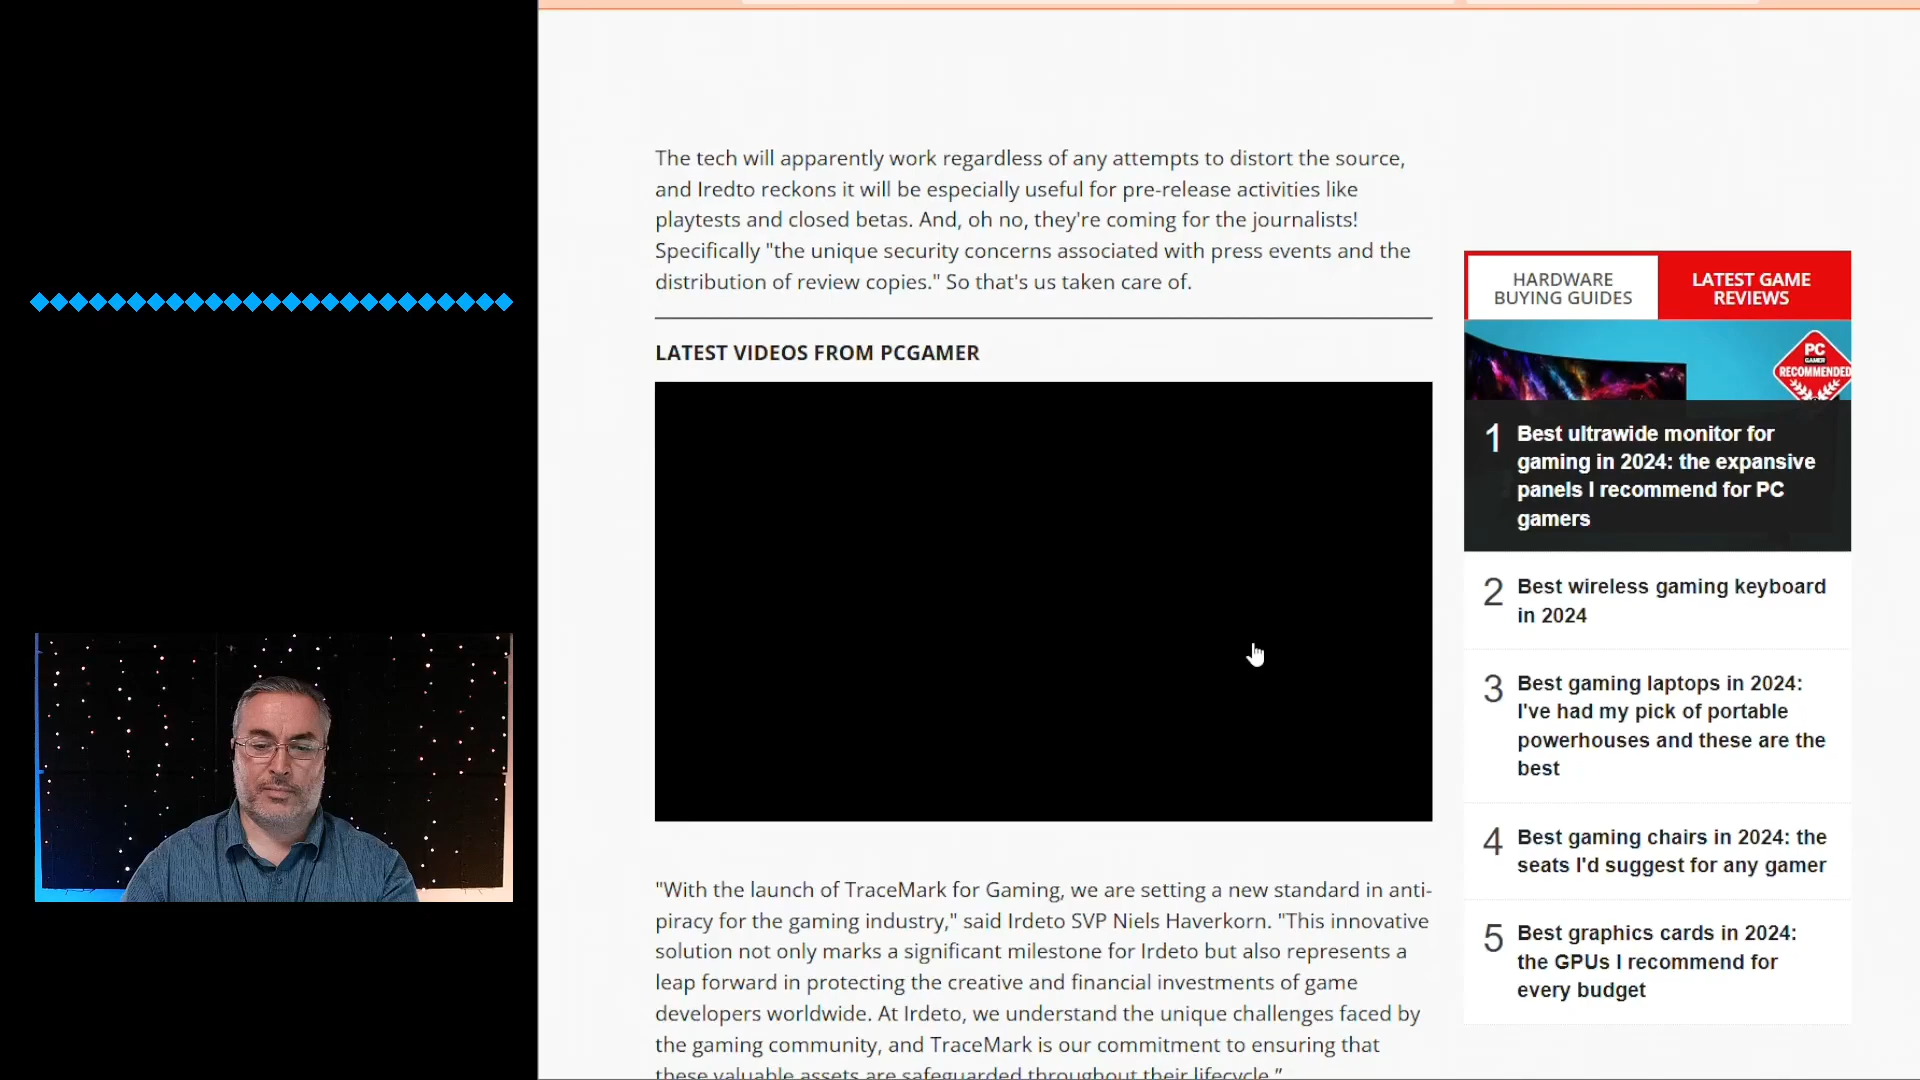 The tech will apparently work regardless of any attempts to distort the source,
and Iredto reckons it will be especially useful for pre-release activities like
playtests and closed betas. And, oh no, they're coming for the journalists!
Specifically "the unique security concerns associated with press events and the
distribution of review copies." So that's us taken care of.
LATEST VIDEOS FROM PCGAMER
"With the launch of TraceMark for Gaming, we are setting a new standard in anti-
piracy for the gaming industry," said Irdeto SVP Niels Haverkorn. "This innovative
solution not only marks a significant milestone for Irdeto but also represents a
leap forward in protecting the creative and financial investments of game
developers worldwide. At Irdeto, we understand the unique challenges faced by
the gaming community, and TraceMark is our commitment to ensuring that
these valuable assets are safeguarded throughout their lifecycle."
HARDWARE
BUYING GUIDES
LATEST GAME
REVIEWS
PC
GAMER
RECOMMENDED
1 Best ultrawide monitor for
gaming in 2024: the expansive
panels I recommend for PC
gamers
2 Best wireless gaming keyboard
in 2024
3 Best gaming laptops in 2024:
I've had my pick of portable
powerhouses and these are the
best
4 Best gaming chairs in 2024: the
seats I'd suggest for any gamer
5 Best graphics cards in 2024:
the GPUs I recommend for
every budget